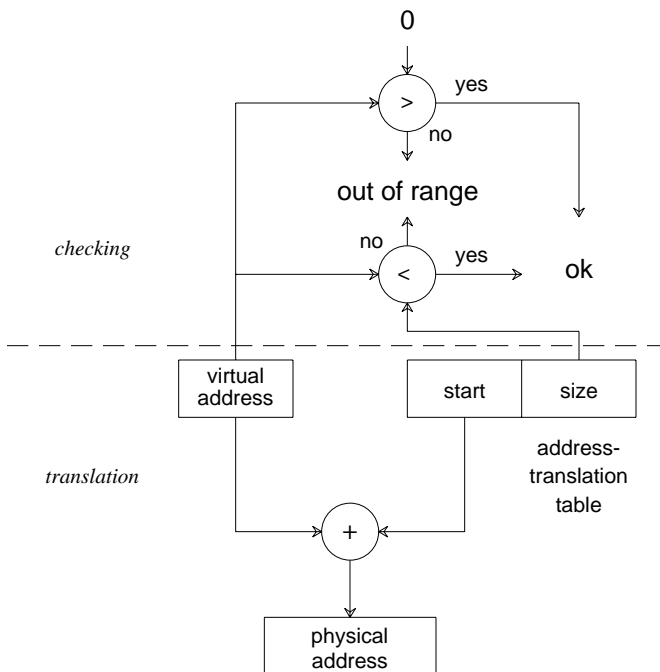 0
>
yes
no
out of range
no
<
yes
ok
checking
virtual
address
start
size
address-
translation
table
translation
+
physical
address